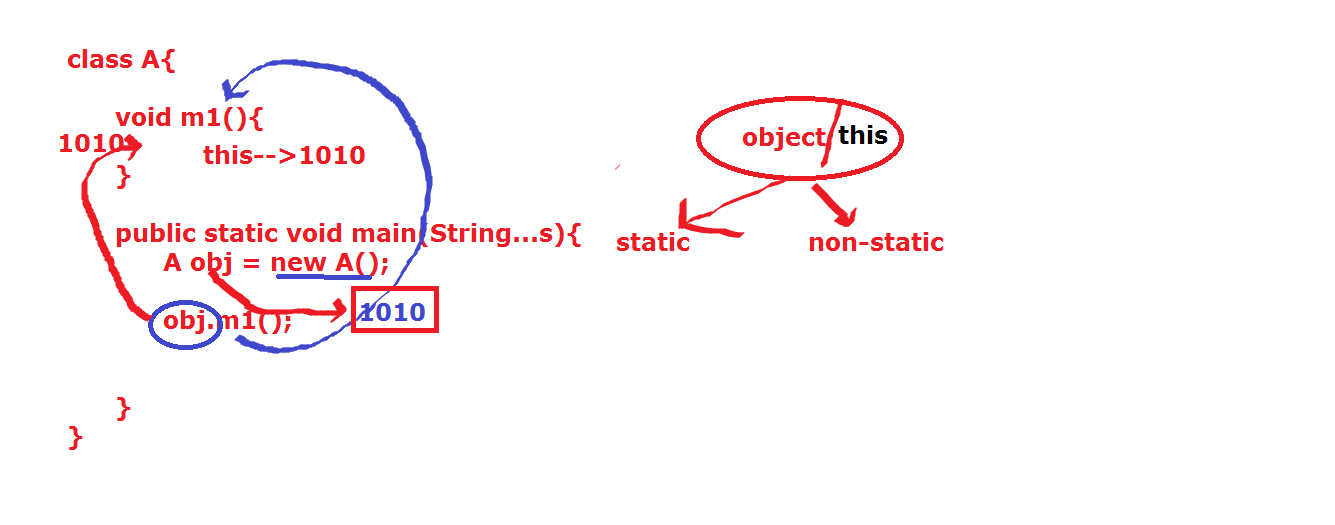 class A{
void m1(){
1010
this-->1010
}
public static void main(String...s){
A obj = new A();
1010
obj.m1();
}
}
object this
static non-static